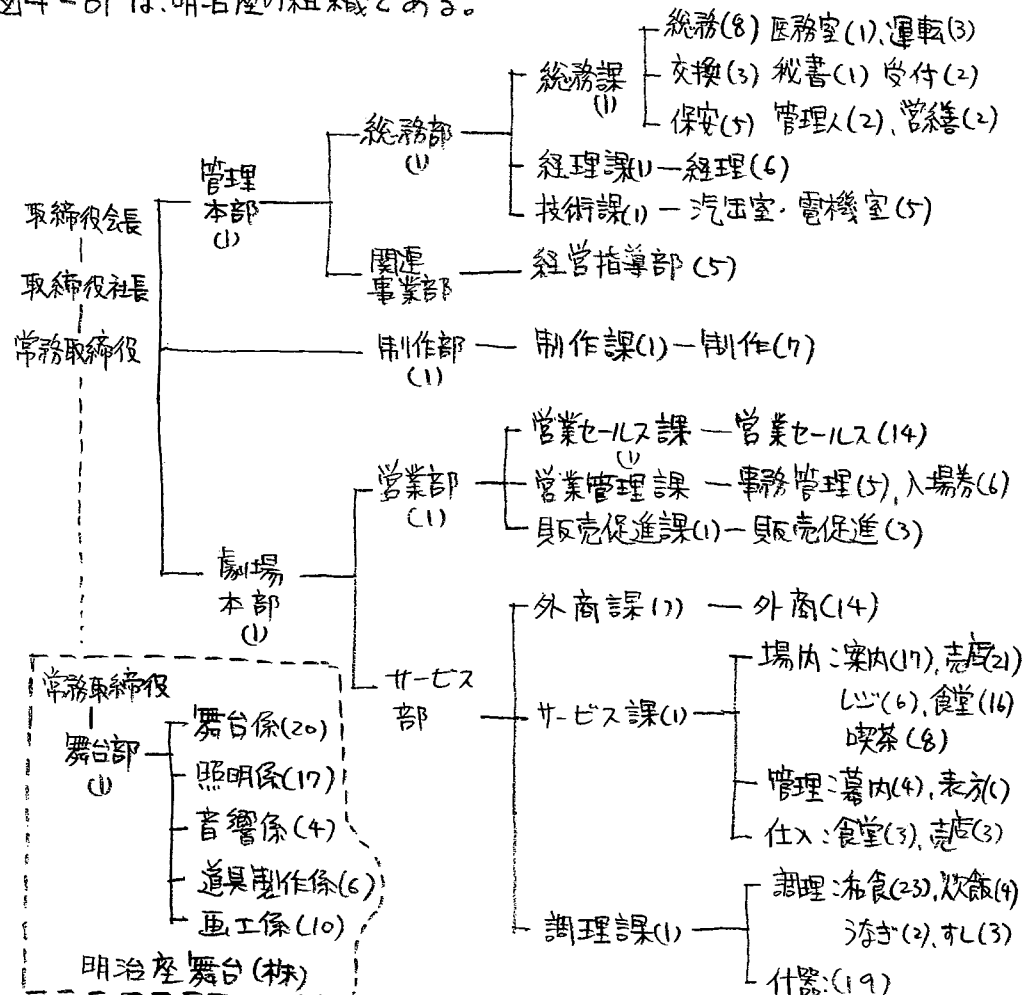 図4-81は、明治座の組織である。
総務(8) 医務室(1)、運転(3)
総務課(1)
交換(3) 秘書(1) 受付(2)
保安(5) 管理人(2)、営繕(2)
総務部(1)
経理課(1)—経理(6)
技術課(1)—汽缶室・電機室(5)
管理本部(1)
関連事業部
経営指導部(5)
取締役会長
取締役社長
常務取締役
制作部(1)
制作課(1)—制作(7)
営業部(1)
営業セールス課(1)—営業セールス(14)
営業管理課—事務管理(5)、入場券(6)
販売促進課(1)—販売促進(3)
劇場本部(1)
サービス部
外商課(1)—外商(14)
サービス課(1)
場内:案内(17)、売店(21)
レジ(6)、食堂(16)
喫茶(8)
管理:幕内(4)、表方()
仕入:食堂(3)、売店(3)
調理課(1)
調理:和食(23)、炊飯(4)
うなぎ(2)、すし(3)
什器:(19)
常務取締役
舞台部(1)
舞台係(20)
照明係(17)
音響係(4)
道具製作係(6)
画工係(10)
明治座舞台(株)